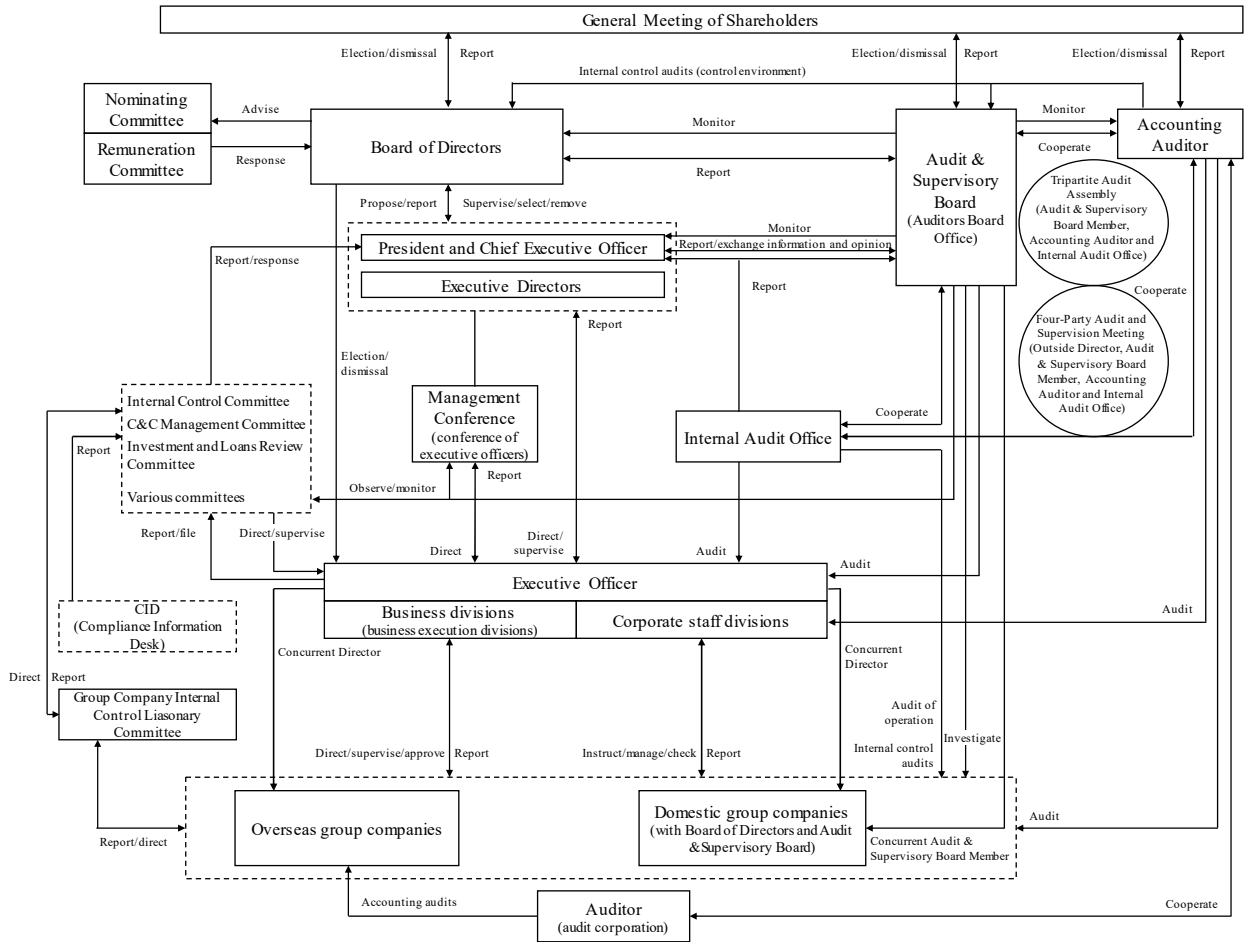 General Meeting of Shareholders
Election/dismissal
Report
Election/dismissal
Report
Election/dismissal
Report
Internal control audits (control environment)
Nominating
Committee
Remuneration
Committee
Advise
Response
Board of Directors
Monitor
Report
Audit &
Supervisory
Board
(Auditors Board
Office)
Monitor
Cooperate
Accounting
Auditor
Tripartite Audit
Assembly
(Audit & Supervisory
Board Member,
Accounting Auditor and
Internal Audit Office)
Cooperate
Propose/report
Supervise/select/remove
President and Chief Executive Officer
Executive Directors
Monitor
Report/exchange information and opinion
Report
Report/response
Report
Four-Party Audit and
Supervision Meeting
(Outside Director, Audit
& Supervisory Board
Member, Accounting
Auditor and Internal
Audit Office)
Election/
dismissal
Internal Control Committee
C&C Management Committee
Investment and Loans Review
Committee
Various committees
Report
Management
Conference
(conference of
executive officers)
Cooperate
Internal Audit Office
Report
Observe/monitor
Report/file
Direct/supervise
Direct
Direct/
supervise
Audit
Audit
Executive Officer
Business divisions
(business execution divisions)
Corporate staff divisions
CID
(Compliance Information
Desk)
Audit
Concurrent Director
Concurrent
Director
Direct
Report
Group Company Internal
Control Liasonary
Committee
Audit of
operation
Internal control
audits
Investigate
Direct/supervise/approve
Report
Instruct/manage/check
Report
Overseas group companies
Domestic group companies
(with Board of Directors and Audit
&Supervisory Board)
Report/direct
Audit
Concurrent Audit &
Supervisory Board Member
Accounting audits
Auditor
(audit corporation)
Cooperate